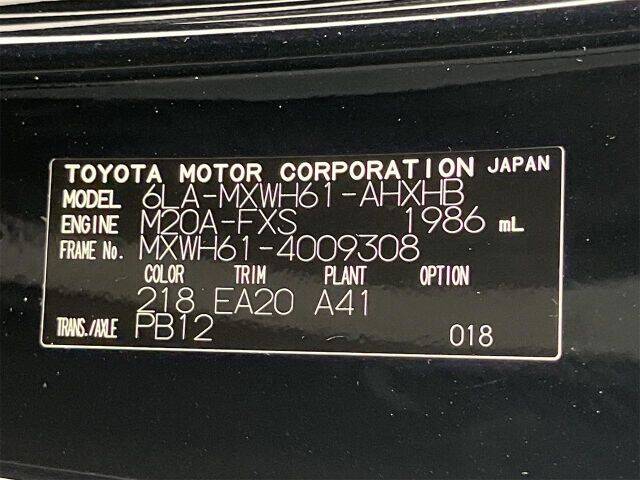 TOYOTA MOTOR CORPORATION JAPAN
MODEL 6LA-MXWH61-AHXHB
ENGINE M20A-FXS 1986 mL
FRAME No. MXWH61-4009308
COLOR TRIM PLANT OPTION
218 EA20 A41
TRANS./AXLE PB12 018